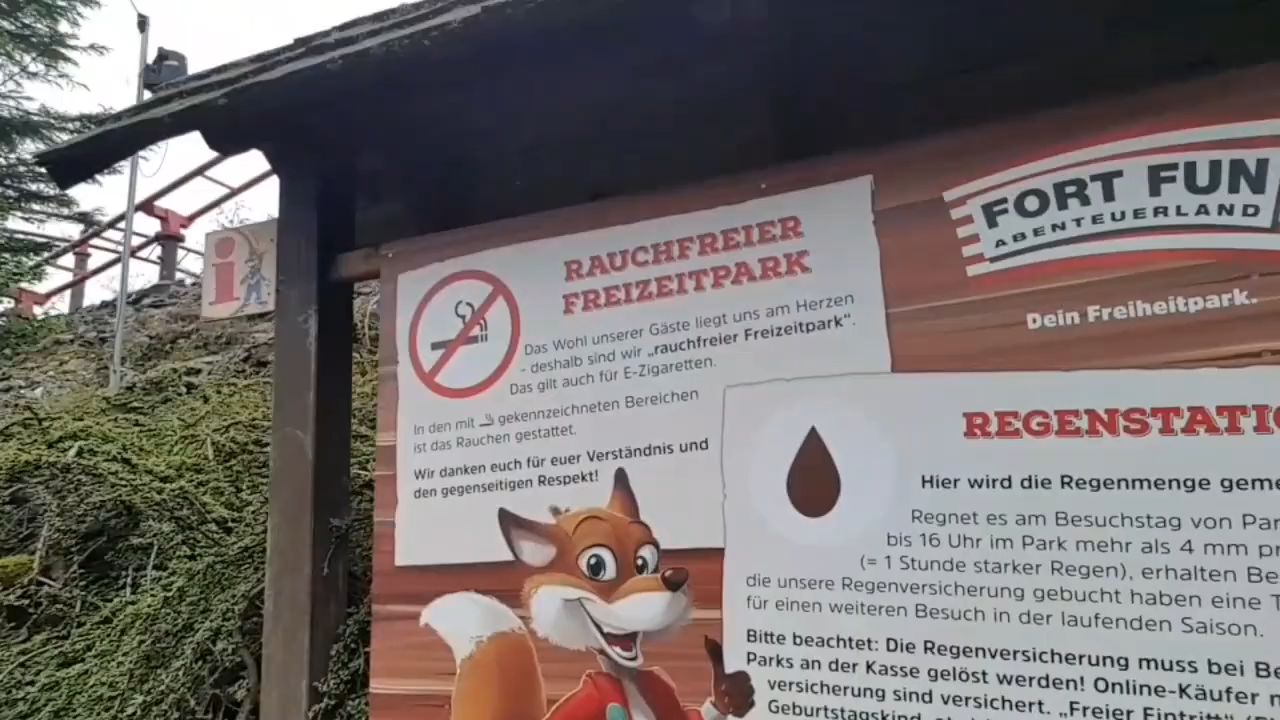 RAUCHFREIER
FREIZEITPARK
Das Wohl unserer Gäste liegt uns am Herzen
- deshalb sind wir „rauchfreier Freizeitpark“.
Das gilt auch für E-Zigaretten.
In den mit gekennzeichneten Bereichen
ist das Rauchen gestattet.
Wir danken euch für euer Verständnis und
den gegenseitigen Respekt!
FORT FUN
ABENTEUERLAND
Dein Freiheitpark.
i
REGENSTATIO
Hier wird die Regenmenge geme
Regnet es am Besuchstag von Par
bis 16 Uhr im Park mehr als 4 mm pr
(= 1 Stunde starker Regen), erhalten Be
die unsere Regenversicherung gebucht haben eine T
für einen weiteren Besuch in der laufenden Saison.
Bitte beachtet: Die Regenversicherung muss bei Be
Parks an der Kasse gelöst werden! Online-Käufer
versicherung sind versichert. „Freier Eintritt“
Geburtstagskind